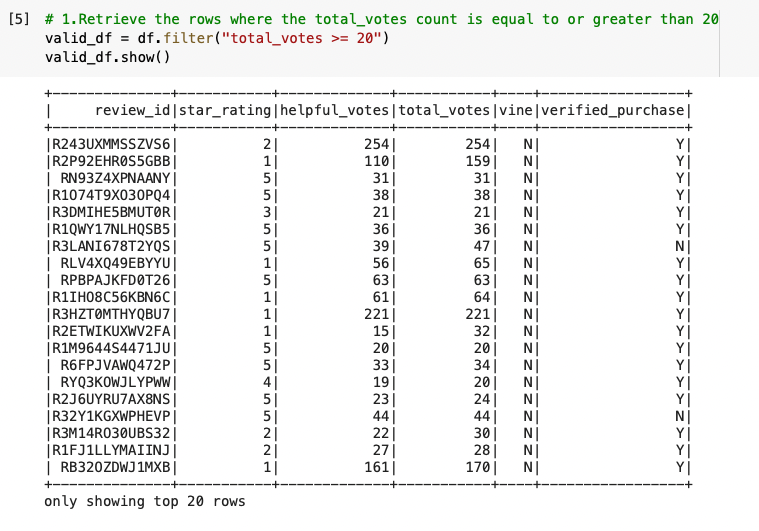 [5] # 1.Retrieve the rows where the total_votes count is equal to or greater than 20
valid_df = df.filter("total_votes >= 20")
valid_df.show()
+--------------+-----------+-------------+-----------+----+-----------------+
|     review_id|star_rating|helpful_votes|total_votes|vine|verified_purchase|
+--------------+-----------+-------------+-----------+----+-----------------+
|R243UXMMSSZVS6|          2|          254|        254|   N|                Y|
|R2P92EHR0S5GBB|          1|          110|        159|   N|                Y|
| RN93Z4XPNAANY|          5|           31|         31|   N|                Y|
|R1O74T9XO3OPQ4|          5|           38|         38|   N|                Y|
|R3DMIHE5BMUT0R|          3|           21|         21|   N|                Y|
|R1QWY17NLHQSB5|          5|           36|         36|   N|                Y|
|R3LANI678T2YQS|          5|           39|         47|   N|                N|
| RLV4XQ49EBYYU|          1|           56|         65|   N|                Y|
| RPBPAJKFD0T26|          5|           63|         63|   N|                Y|
|R1IHO8C56KBN6C|          1|           61|         64|   N|                Y|
|R3HZT0MTHYQBU7|          1|          221|        221|   N|                Y|
|R2ETWIKUXWV2FA|          1|           15|         32|   N|                Y|
|R1M9644S4471JU|          5|           20|         20|   N|                Y|
| R6FPJVAWQ472P|          5|           33|         34|   N|                Y|
| RYQ3KOWJLYPWW|          4|           19|         20|   N|                Y|
|R2J6UYRU7AX8NS|          5|           23|         24|   N|                Y|
|R32Y1KGXWPHEVP|          5|           44|         44|   N|                N|
|R3M14RO30UBS32|          2|           22|         30|   N|                Y|
|R1FJ1LLYMAIINJ|          2|           27|         28|   N|                Y|
| RB32OZDWJ1MXB|          1|          161|        170|   N|                Y|
+--------------+-----------+-------------+-----------+----+-----------------+
only showing top 20 rows